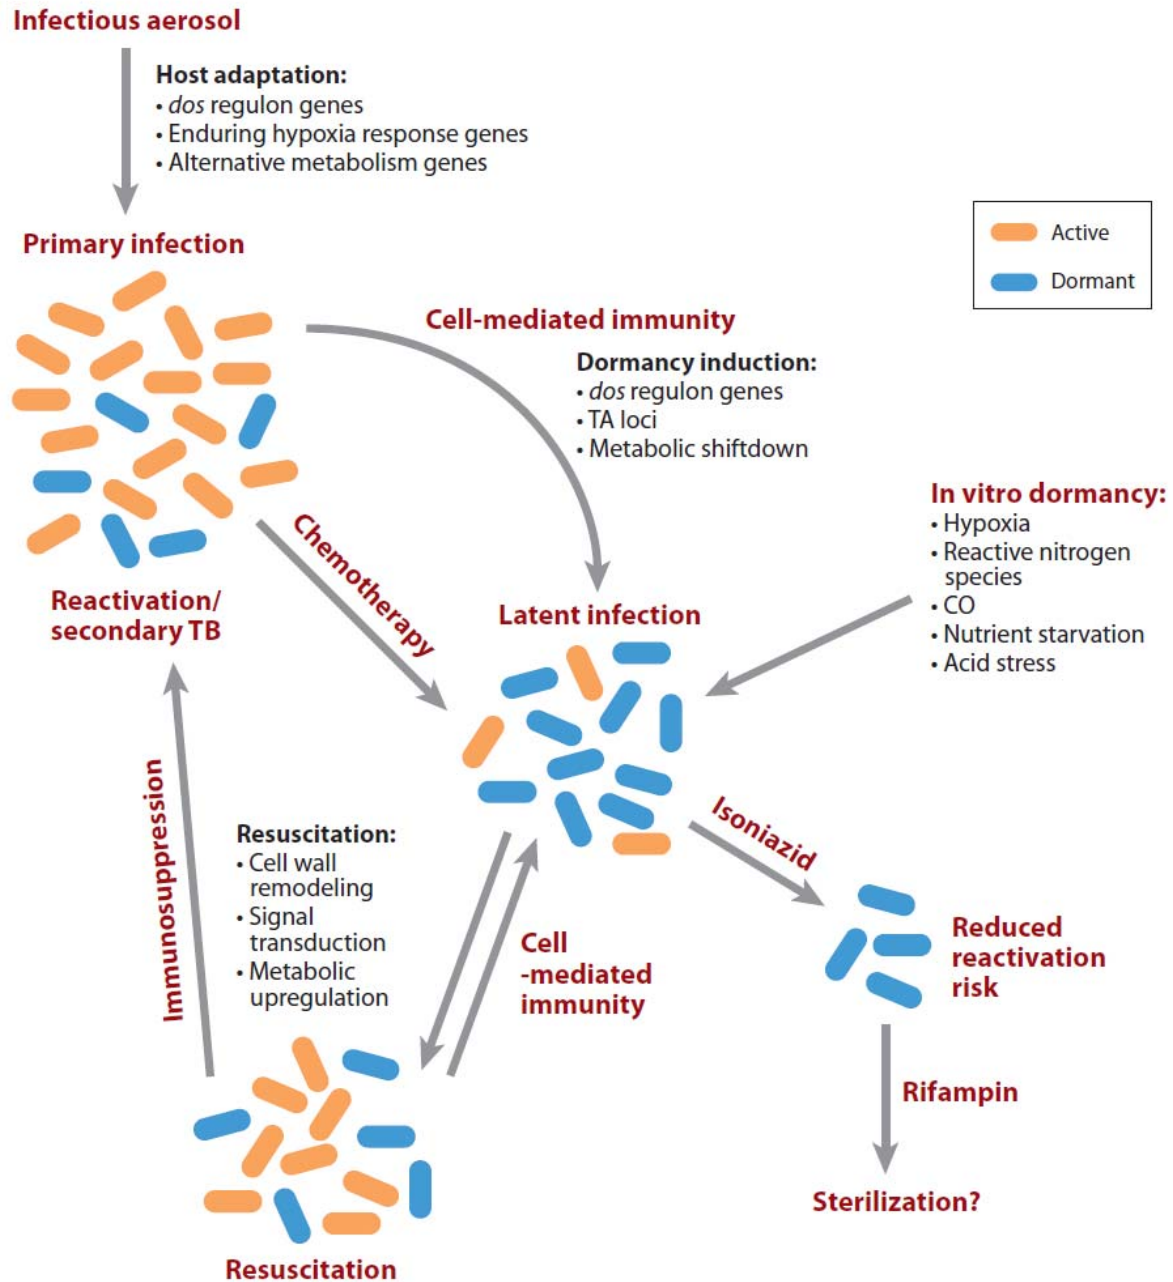 Infectious aerosol
Host adaptation:
• dos regulon genes
• Enduring hypoxia response genes
• Alternative metabolism genes
Primary infection
Active
Dormant
Cell-mediated immunity
Dormancy induction:
• dos regulon genes
• TA loci
• Metabolic shiftdown
In vitro dormancy:
• Hypoxia
• Reactive nitrogen
species
• CO
• Nutrient starvation
• Acid stress
Chemotherapy
Reactivation/
secondary TB
Latent infection
Immunosuppression
Resuscitation:
• Cell wall
remodeling
• Signal
transduction
• Metabolic
upregulation
Cell
-mediated
immunity
Isoniazid
Reduced
reactivation
risk
Rifampin
Sterilization?
Resuscitation